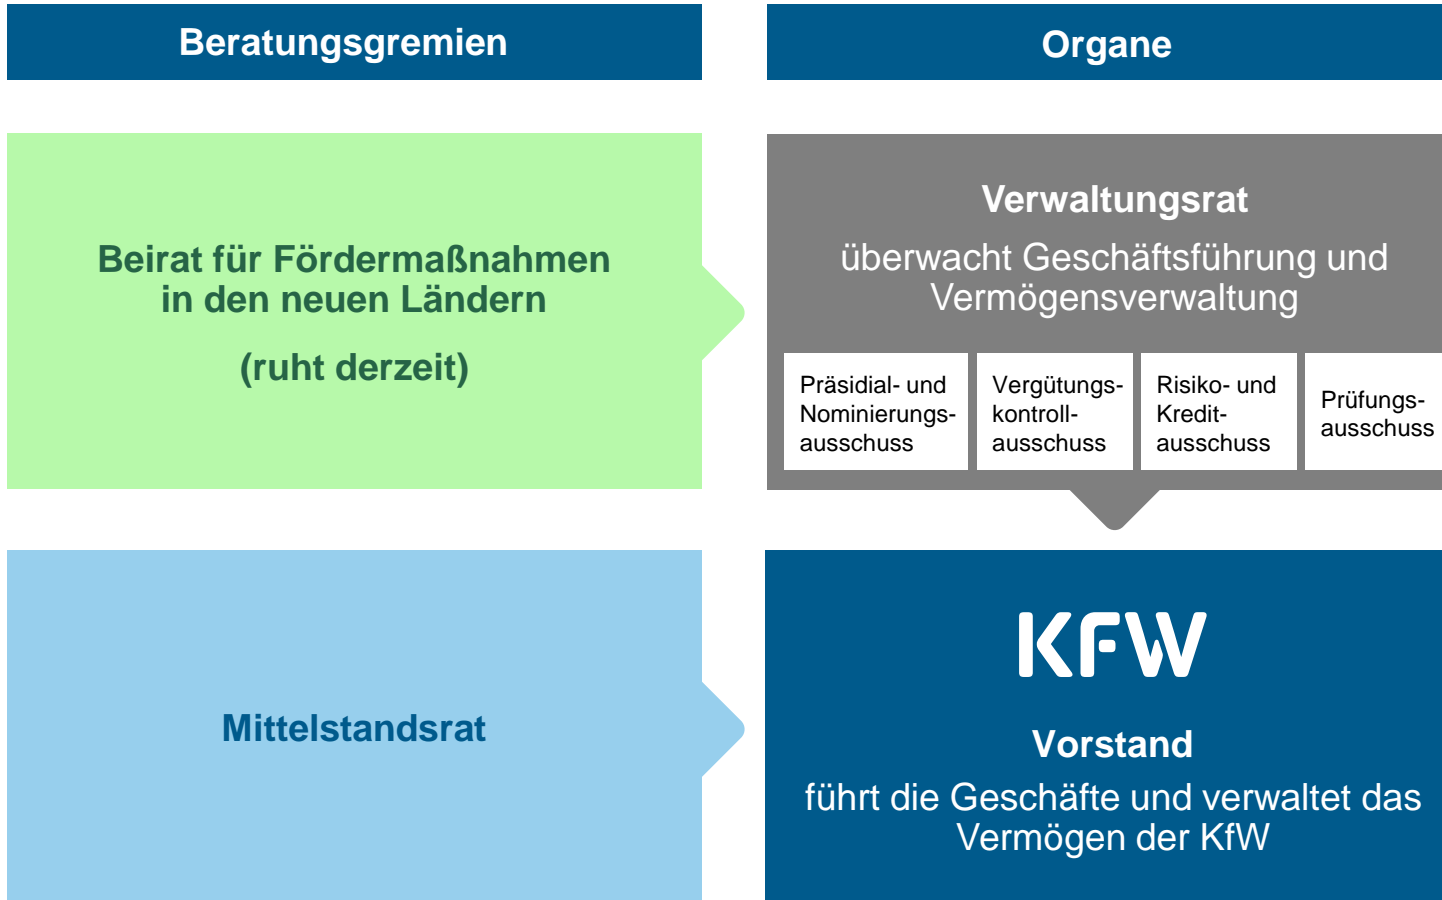 Beratungsgremien
Organe
Beirat für Fördermaßnahmen
in den neuen Ländern
(ruht derzeit)
Verwaltungsrat
überwacht Geschäftsführung und
Vermögensverwaltung
Präsidial- und
Nominierungs-
ausschuss
Vergütungs-
kontroll-
ausschuss
Risiko- und
Kredit-
ausschuss
Prüfungs-
ausschuss
Mittelstandsrat
KFW
Vorstand
führt die Geschäfte und verwaltet das
Vermögen der KfW